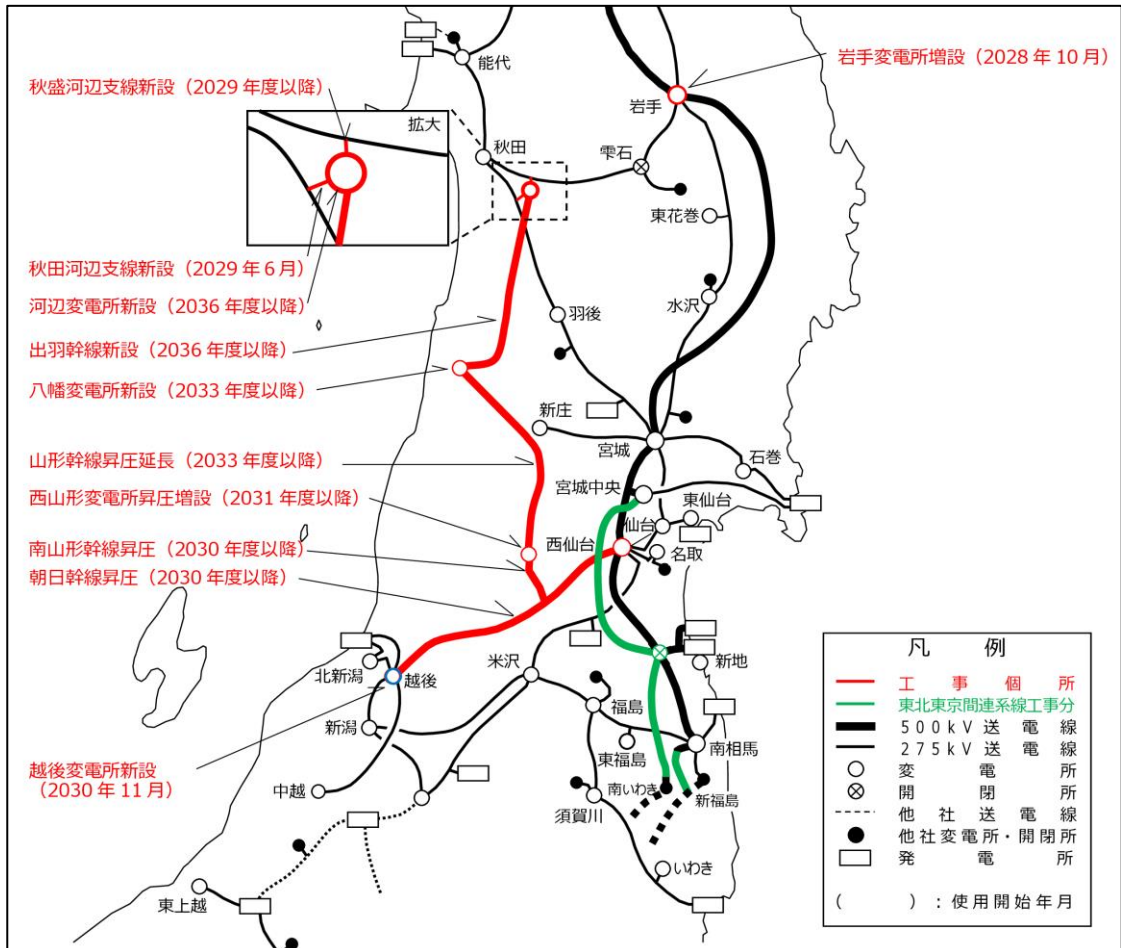 岩手変電所増設（2028年10月）
能代
秋盛河辺支線新設（2029年度以降）
岩手
拡大
秋田
雫石
東花巻
秋田河辺支線新設（2029年6月）
河辺変電所新設（2036年度以降）
羽後
水沢
出羽幹線新設（2036年度以降）
八幡変電所新設（2033年度以降）
新庄
宮城
石巻
山形幹線昇圧延長（2033年度以降）
宮城中央
西山形変電所昇圧増設（2031年度以降）
東仙台
仙台
南山形幹線昇圧（2030年度以降）
西仙台
名取
朝日幹線昇圧（2030年度以降）
北新潟
越後
米沢
新地
新潟
福島
東福島
南相馬
越後変電所新設
（2030年11月）
中越
南いわき
新福島
須賀川
いわき
東上越
凡例
工事個所
東北東京間連系線工事分
500kV送電線
275kV送電線
変電所
開閉所
他社送電線
他社変電所・開閉所
発電所
（　　）：使用開始年月